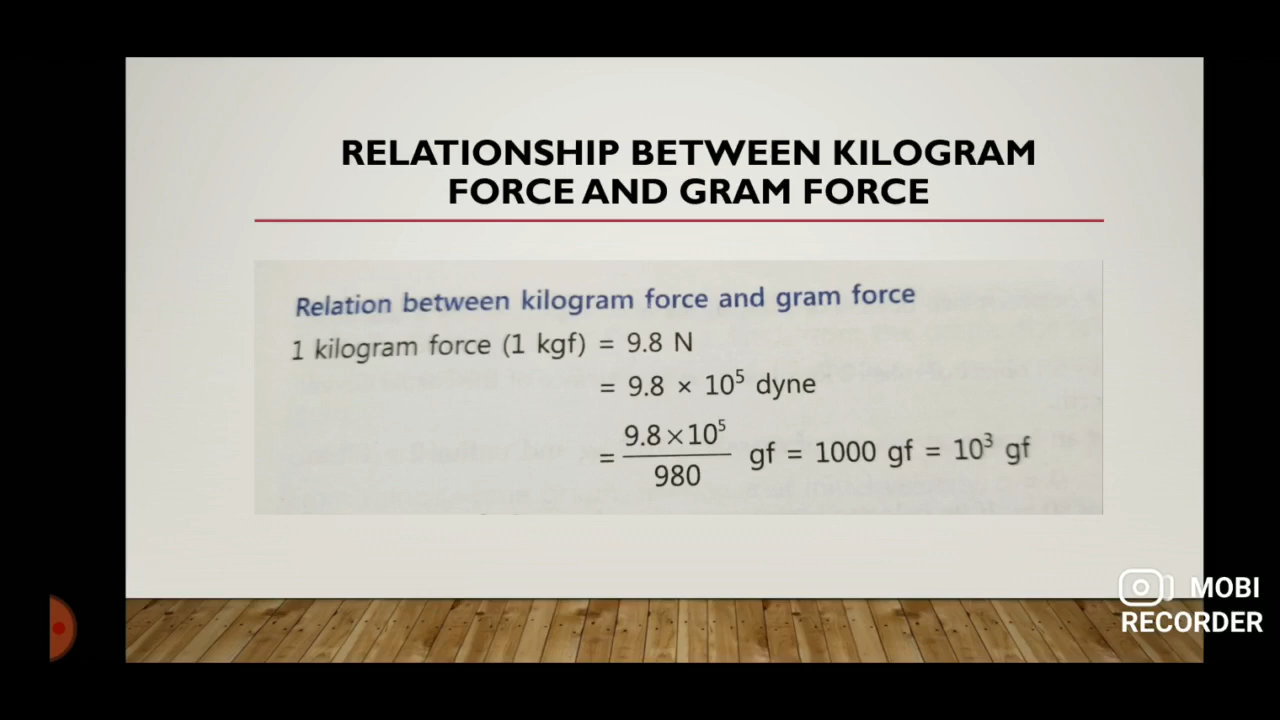 RELATIONSHIP BETWEEN KILOGRAM
FORCE AND GRAM FORCE
Relation between kilogram force and gram force
1 kilogram force (1 kgf) = 9.8 N
= 9.8 × 10⁵ dyne
= 9.8×10⁵/980 gf = 1000 gf = 10³ gf
MOBI
RECORDER